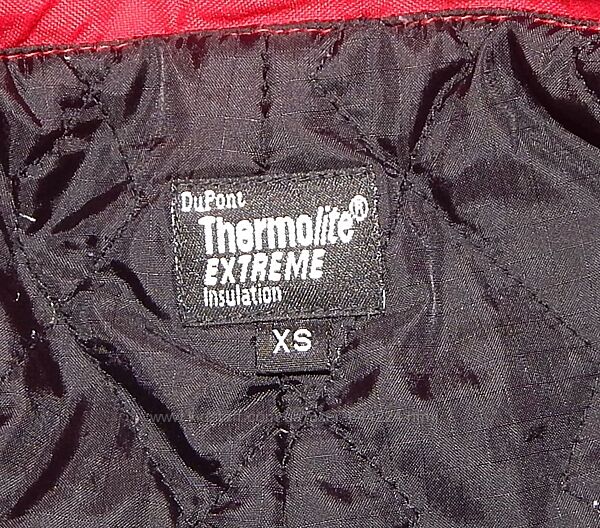 DuPont
Thermolite®
EXTREME
Insulation
XS